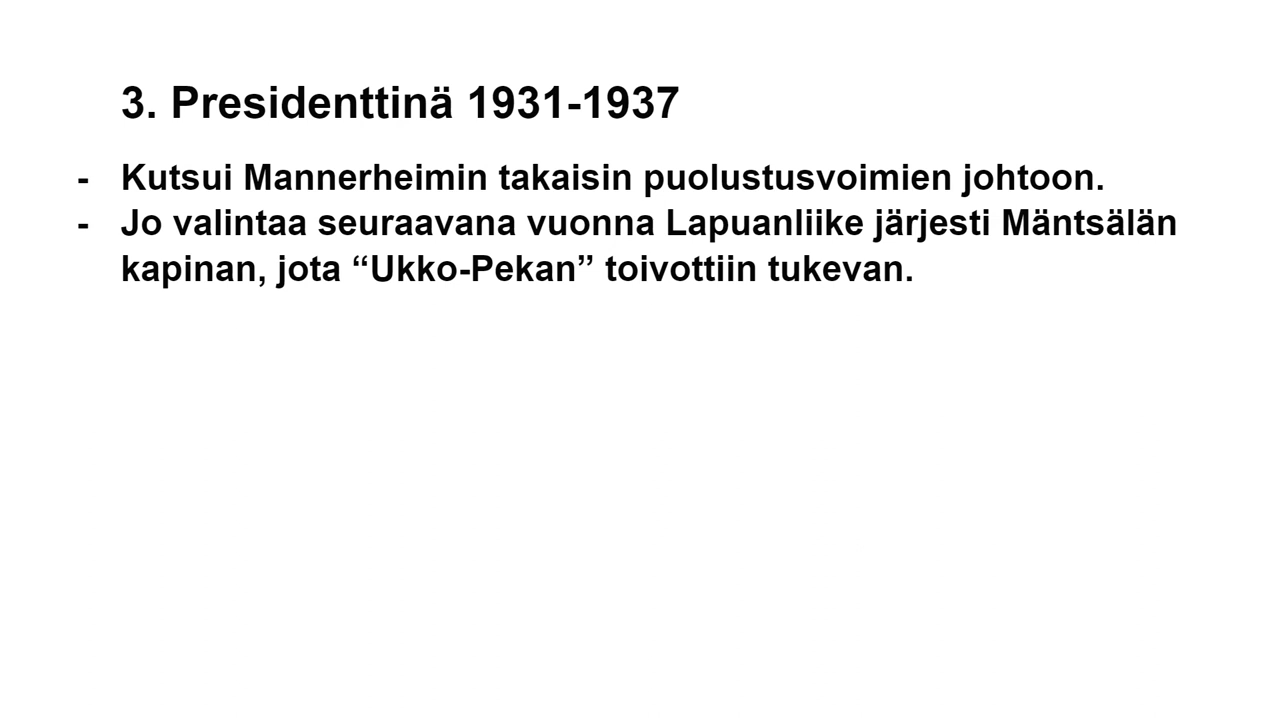 3. Presidenttinä 1931-1937
- Kutsui Mannerheimin takaisin puolustusvoimien johtoon.
- Jo valintaa seuraavana vuonna Lapuanliike järjesti Mäntsälän
kapinan, jota “Ukko-Pekan” toivottiin tukevan.